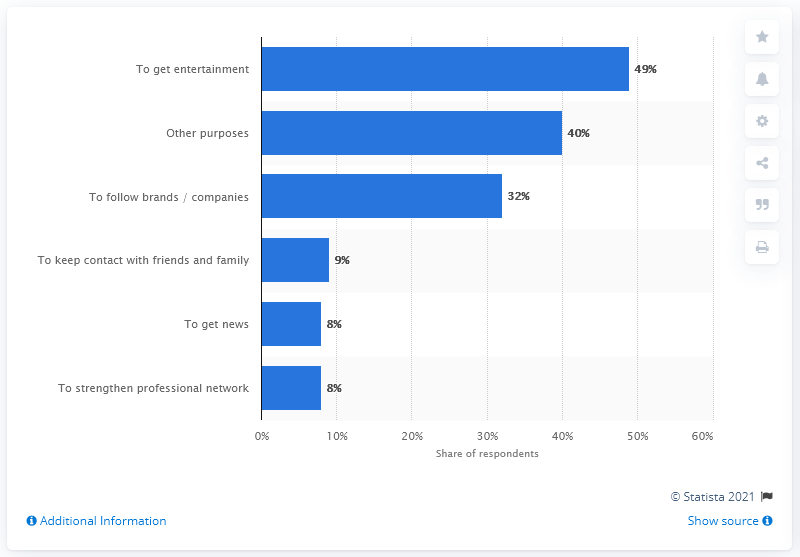 To get entertainment 49%
Other purposes 40%
To follow brands / companies 32%
To keep contact with friends and family 9%
To get news 8%
To strengthen professional network 8%
0% 10% 20% 30% 40% 50% 60%
Share of respondents
© Statista 2021
Additional Information
Show source